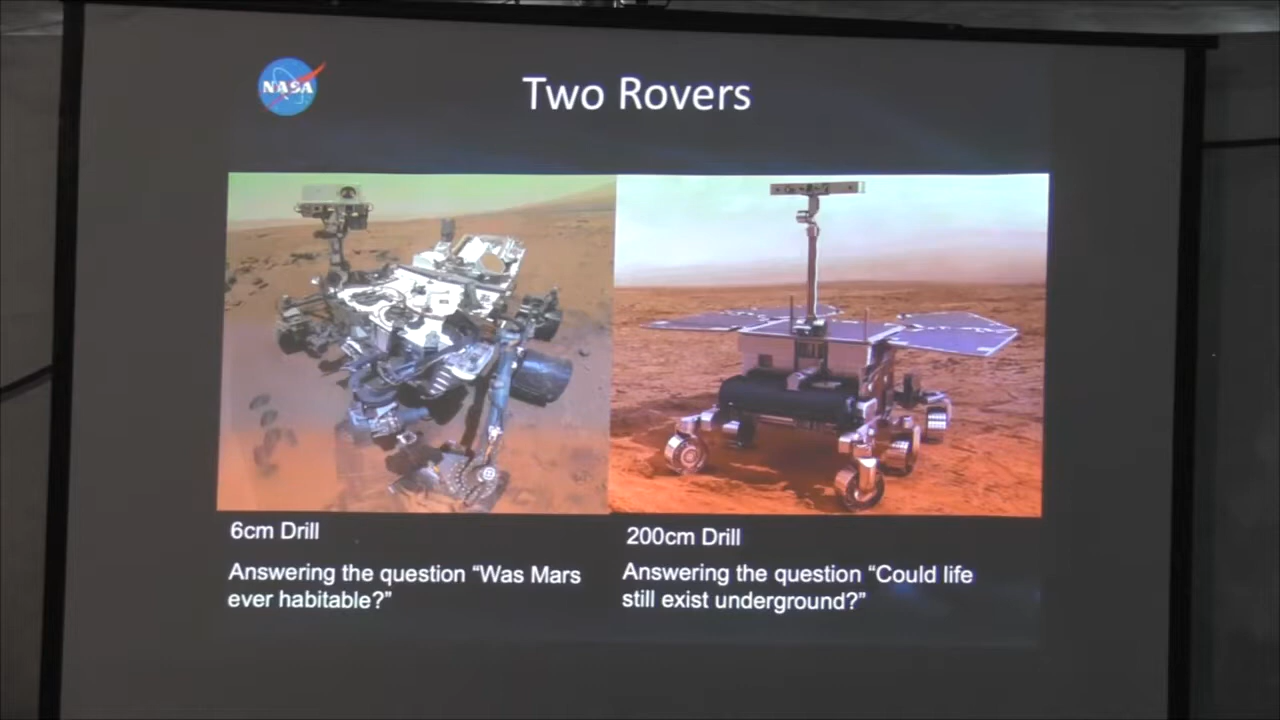 NASA
Two Rovers
6cm Drill
Answering the question “Was Mars
ever habitable?”
200cm Drill
Answering the question “Could life
still exist underground?”